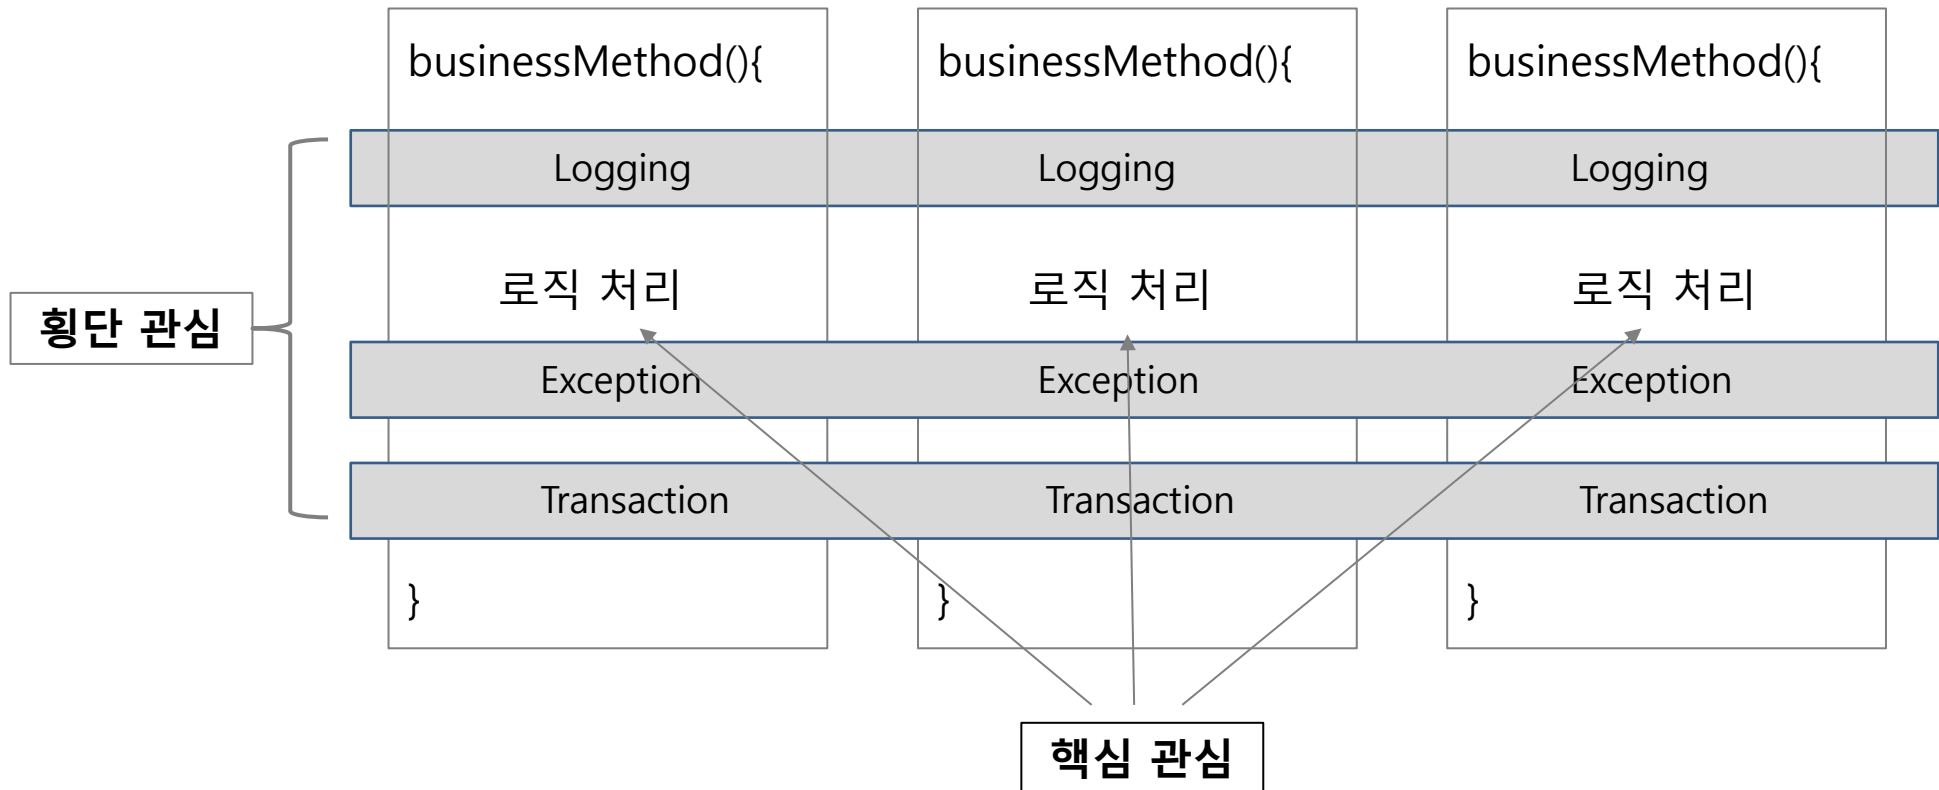 businessMethod(){ businessMethod(){ businessMethod(){
Logging Logging Logging
로직 처리 로직 처리 로직 처리
횡단 관심
Exception Exception Exception
Transaction Transaction Transaction
} } }
핵심 관심